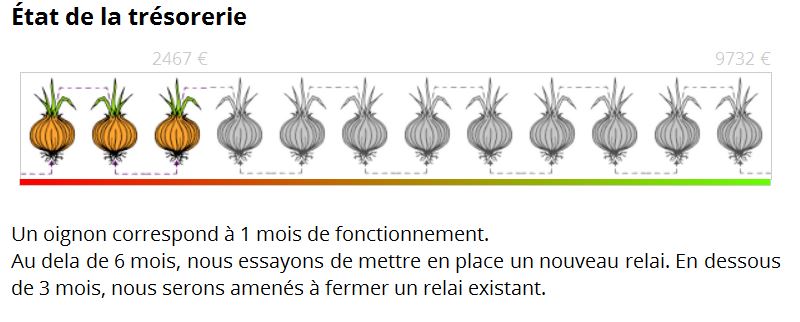 État de la trésorerie
2467 € 9732 €
Un oignon correspond à 1 mois de fonctionnement.
Au dela de 6 mois, nous essayons de mettre en place un nouveau relai. En dessous
de 3 mois, nous serons amenés à fermer un relai existant.